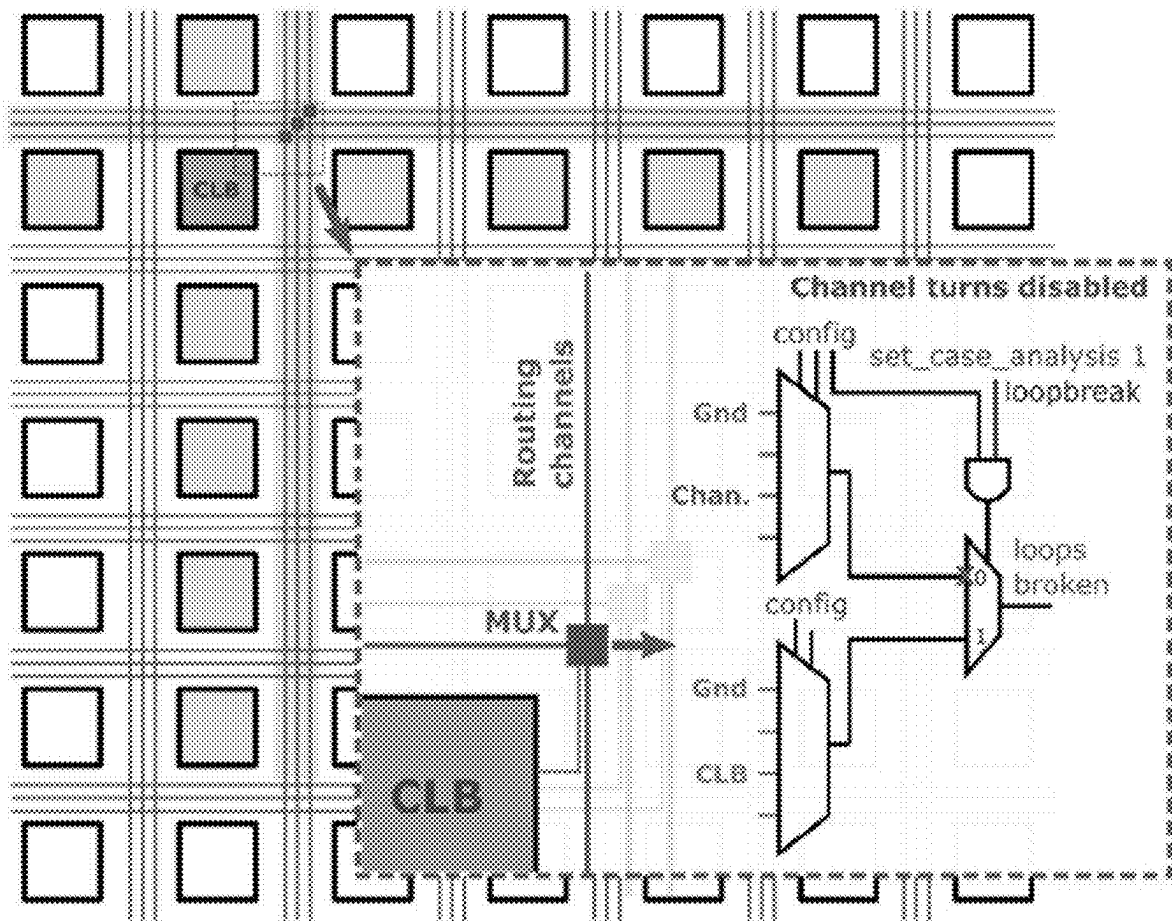 CLB
Channel turns disabled
config
set_case_analysis 1
loopbreak
Gnd
Routing
channels
Chan.
0
loops
broken
config
MUX
1
Gnd
CLB
CLB